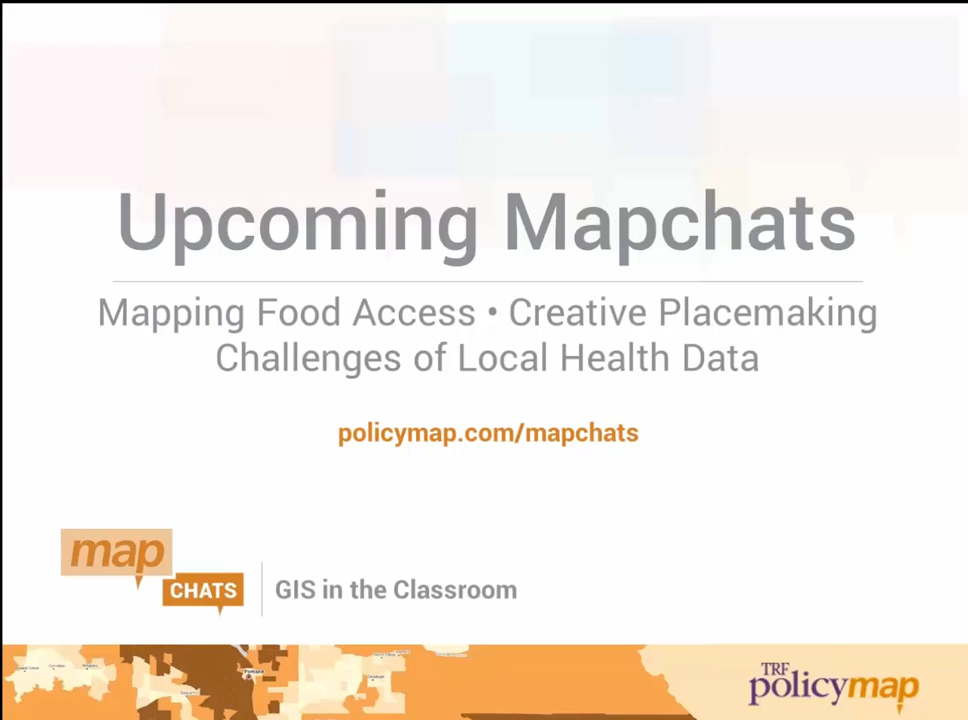 Upcoming Mapchats
Mapping Food Access • Creative Placemaking
Challenges of Local Health Data
policymap.com/mapchats
map
CHATS
GIS in the Classroom
Portland
TRF
policymap